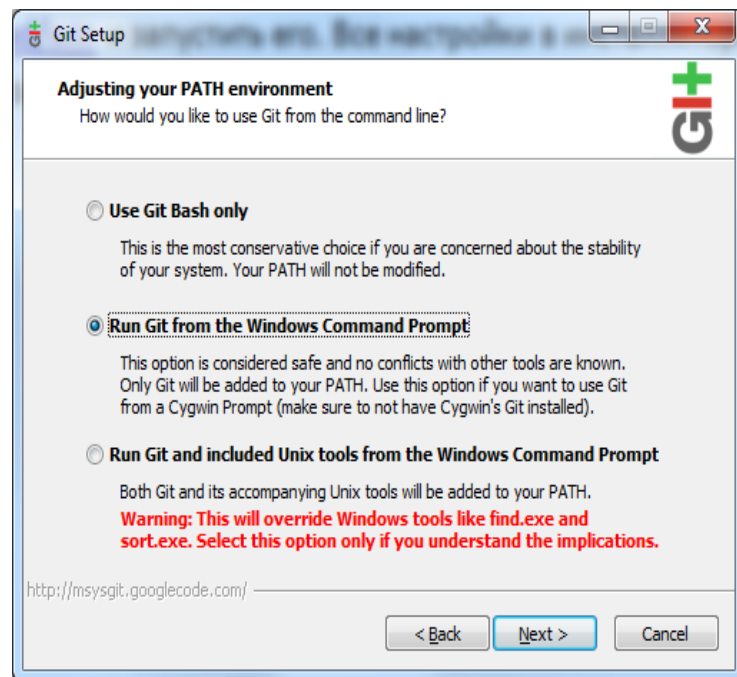 Git Setup
запустить его. Все настройки в
Adjusting your PATH environment
How would you like to use Git from the command line?
Git
Use Git Bash only
This is the most conservative choice if you are concerned about the stability
of your system. Your PATH will not be modified.
Run Git from the Windows Command Prompt
This option is considered safe and no conflicts with other tools are known.
Only Git will be added to your PATH. Use this option if you want to use Git
from a Cygwin Prompt (make sure to not have Cygwin's Git installed).
Run Git and included Unix tools from the Windows Command Prompt
Both Git and its accompanying Unix tools will be added to your PATH.
Warning: This will override Windows tools like find.exe and
sort.exe. Select this option only if you understand the implications.
http://msysgit.googlecode.com/
< Back
Next >
Cancel